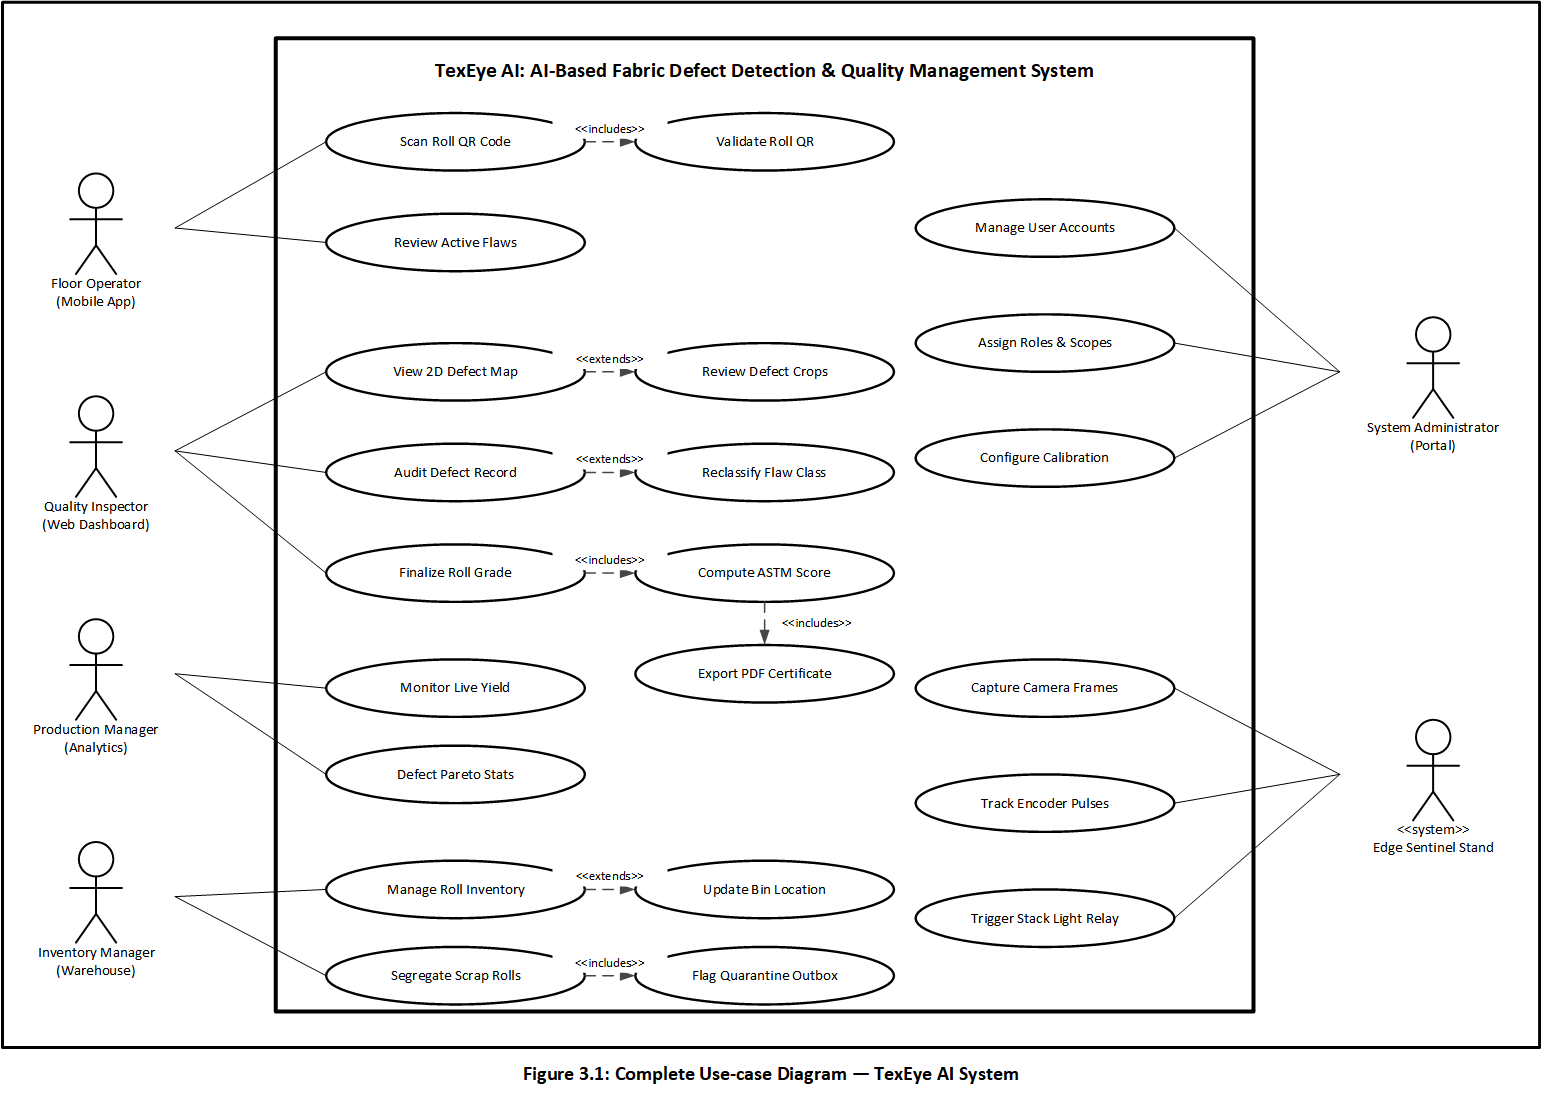 TexEye AI: AI-Based Fabric Defect Detection & Quality Management System
Scan Roll QR Code
<<includes>>
Validate Roll QR
Review Active Flaws
Floor Operator
(Mobile App)
View 2D Defect Map
<<extends>>
Review Defect Crops
Audit Defect Record
<<extends>>
Reclassify Flaw Class
Finalize Roll Grade
<<includes>>
Compute ASTM Score
<<includes>>
Export PDF Certificate
Quality Inspector
(Web Dashboard)
Monitor Live Yield
Defect Pareto Stats
Production Manager
(Analytics)
Manage Roll Inventory
<<extends>>
Update Bin Location
Segregate Scrap Rolls
<<includes>>
Flag Quarantine Outbox
Inventory Manager
(Warehouse)
Manage User Accounts
Assign Roles & Scopes
Configure Calibration
System Administrator
(Portal)
Capture Camera Frames
Track Encoder Pulses
Trigger Stack Light Relay
<<system>>
Edge Sentinel Stand
Figure 3.1: Complete Use-case Diagram — TexEye AI System